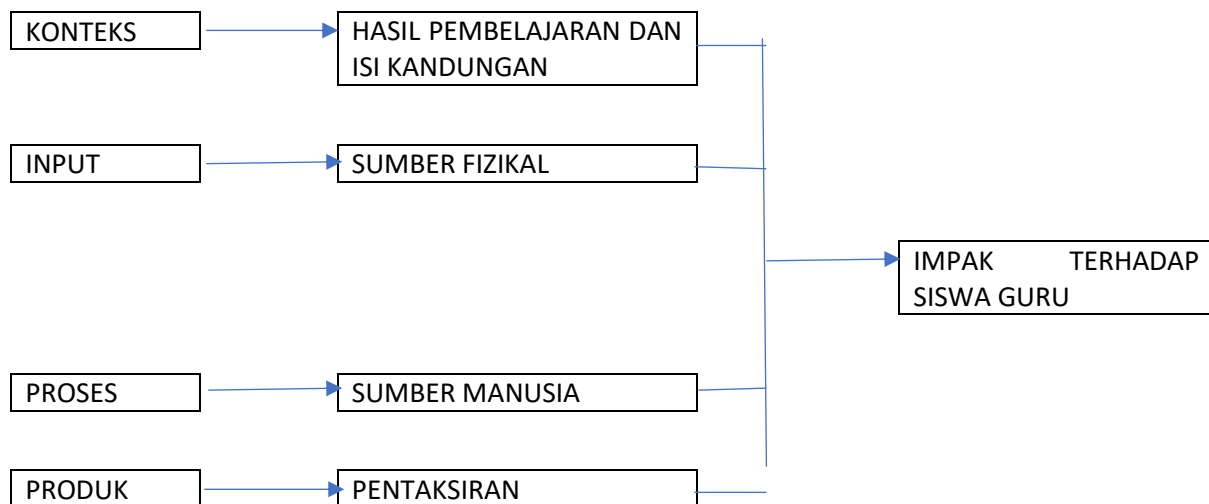 KONTEKS
HASIL PEMBELAJARAN DAN
ISI KANDUNGAN
INPUT
SUMBER FIZIKAL
IMPAK TERHADAP
SISWA GURU
PROSES
SUMBER MANUSIA
PRODUK
PENTAKSIRAN